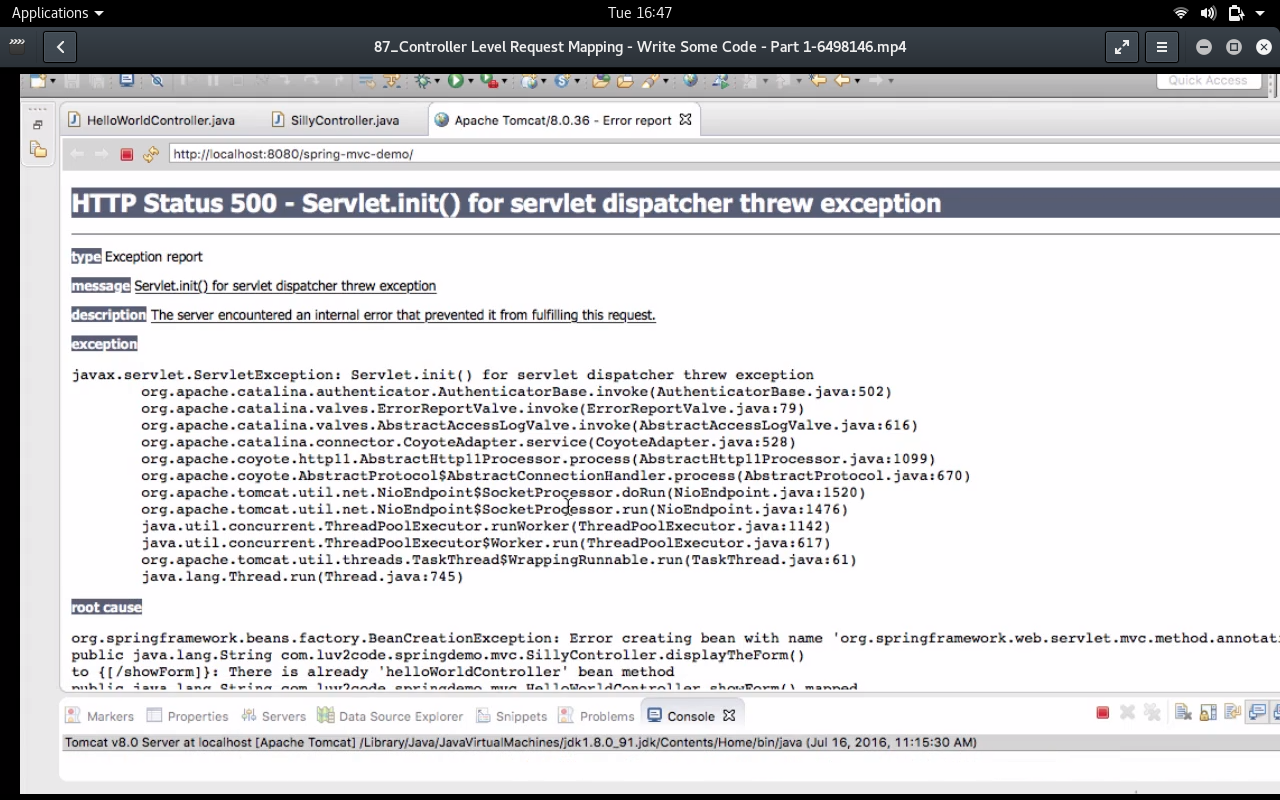 Applications
Tue 16:47
87_Controller Level Request Mapping - Write Some Code - Part 1-6498146.mp4
Quick Access
HelloWorldController.java
SillyController.java
Apache Tomcat/8.0.36 - Error report
http://localhost:8080/spring-mvc-demo/
HTTP Status 500 - Servlet.init() for servlet dispatcher threw exception
type Exception report
message Servlet.init() for servlet dispatcher threw exception
description The server encountered an internal error that prevented it from fulfilling this request.
exception
javax.servlet.ServletException: Servlet.init() for servlet dispatcher threw exception
org.apache.catalina.authenticator.AuthenticatorBase.invoke(AuthenticatorBase.java:502)
org.apache.catalina.valves.ErrorReportValve.invoke(ErrorReportValve.java:79)
org.apache.catalina.valves.AbstractAccessLogValve.invoke(AbstractAccessLogValve.java:616)
org.apache.catalina.connector.CoyoteAdapter.service(CoyoteAdapter.java:528)
org.apache.coyote.http11.AbstractHttp11Processor.process(AbstractHttp11Processor.java:1099)
org.apache.coyote.AbstractProtocol$AbstractConnectionHandler.process(AbstractProtocol.java:670)
org.apache.tomcat.util.net.NioEndpoint$SocketProcessor.doRun(NioEndpoint.java:1520)
org.apache.tomcat.util.net.NioEndpoint$SocketProcessor.run(NioEndpoint.java:1476)
java.util.concurrent.ThreadPoolExecutor.runWorker(ThreadPoolExecutor.java:1142)
java.util.concurrent.ThreadPoolExecutor$Worker.run(ThreadPoolExecutor.java:617)
org.apache.tomcat.util.threads.TaskThread$WrappingRunnable.run(TaskThread.java:61)
java.lang.Thread.run(Thread.java:745)
root cause
org.springframework.beans.factory.BeanCreationException: Error creating bean with name 'org.springframework.web.servlet.mvc.method.annotati
public java.lang.String com.luv2code.springdemo.mvc.SillyController.displayTheForm()
to {[/showForm]}: There is already 'helloWorldController' bean method
public java.lang.String com.luv2code.springdemo.mvc.HelloWorldController.showForm() mapped
Markers
Properties
Servers
Data Source Explorer
Snippets
Problems
Console
Tomcat v8.0 Server at localhost [Apache Tomcat] /Library/Java/JavaVirtualMachines/jdk1.8.0_91.jdk/Contents/Home/bin/java (Jul 16, 2016, 11:15:30 AM)